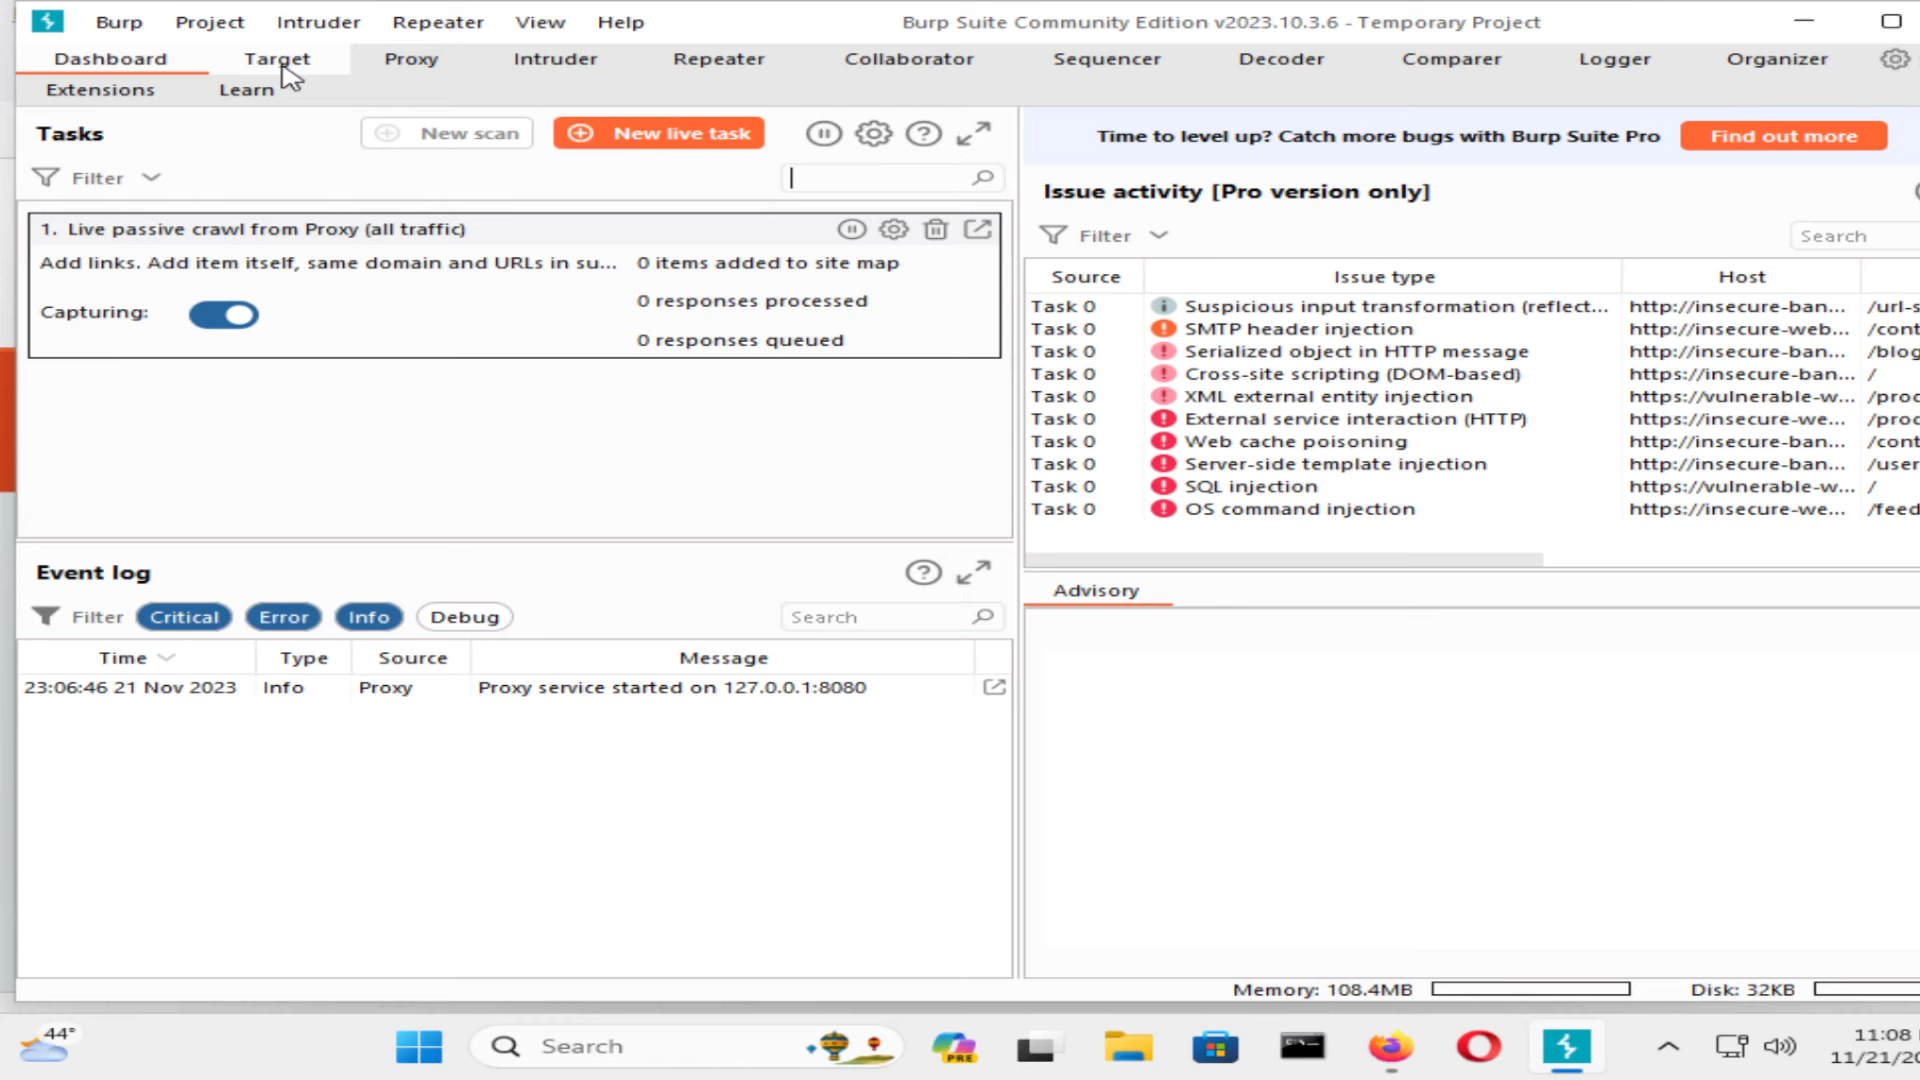 Burp Project Intruder Repeater View Help Burp Suite Community Edition v2023.10.3.6 - Temporary Project
Dashboard Target Proxy Intruder Repeater Collaborator Sequencer Decoder Comparer Logger Organizer
Extensions Learn
Tasks New scan New live task
Filter
1. Live passive crawl from Proxy (all traffic)
Add links. Add item itself, same domain and URLs in su... 0 items added to site map
Capturing: 0 responses processed
0 responses queued
Event log
Filter Critical Error Info Debug Search
Time Type Source Message
23:06:46 21 Nov 2023 Info Proxy Proxy service started on 127.0.0.1:8080
Time to level up? Catch more bugs with Burp Suite Pro Find out more
Issue activity [Pro version only]
Filter Search
Source Issue type Host
Task 0 Suspicious input transformation (reflect... http://insecure-ban... /url-s
Task 0 SMTP header injection http://insecure-web... /cont
Task 0 Serialized object in HTTP message http://insecure-ban... /blog
Task 0 Cross-site scripting (DOM-based) https://insecure-ban... /
Task 0 XML external entity injection https://vulnerable-w... /proc
Task 0 External service interaction (HTTP) https://insecure-we... /proc
Task 0 Web cache poisoning http://insecure-ban... /cont
Task 0 Server-side template injection http://insecure-ban... /user
Task 0 SQL injection https://vulnerable-w... /
Task 0 OS command injection https://insecure-we... /feed
Advisory
Memory: 108.4MB Disk: 32KB
44° Search PRE 11:08
11/21/20